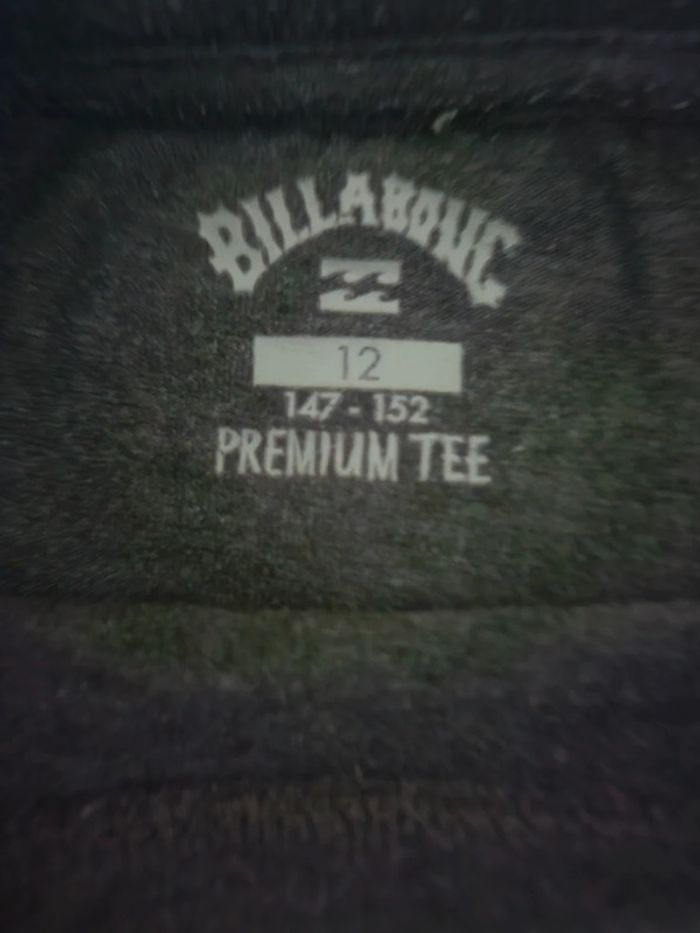 BILLABONG
12
147 - 152
PREMIUM TEE